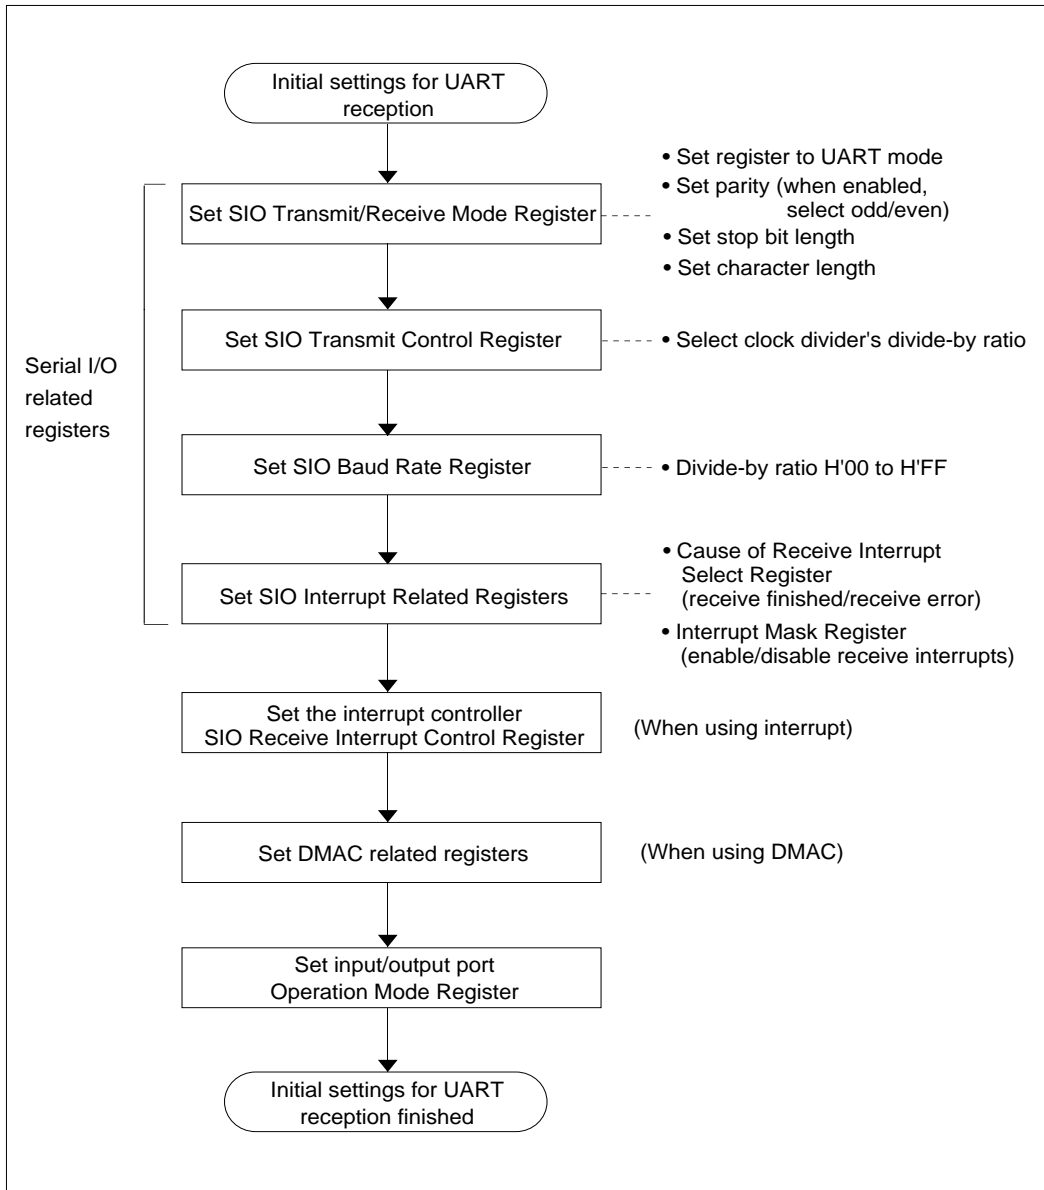 Initial settings for UART
reception
• Set register to UART mode
• Set parity (when enabled,
select odd/even)
• Set stop bit length
• Set character length
Set SIO Transmit/Receive Mode Register
Set SIO Transmit Control Register
• Select clock divider's divide-by ratio
Serial I/O
related
registers
Set SIO Baud Rate Register
• Divide-by ratio H'00 to H'FF
Set SIO Interrupt Related Registers
• Cause of Receive Interrupt
Select Register
(receive finished/receive error)
• Interrupt Mask Register
(enable/disable receive interrupts)
Set the interrupt controller
SIO Receive Interrupt Control Register
(When using interrupt)
Set DMAC related registers
(When using DMAC)
Set input/output port
Operation Mode Register
Initial settings for UART
reception finished